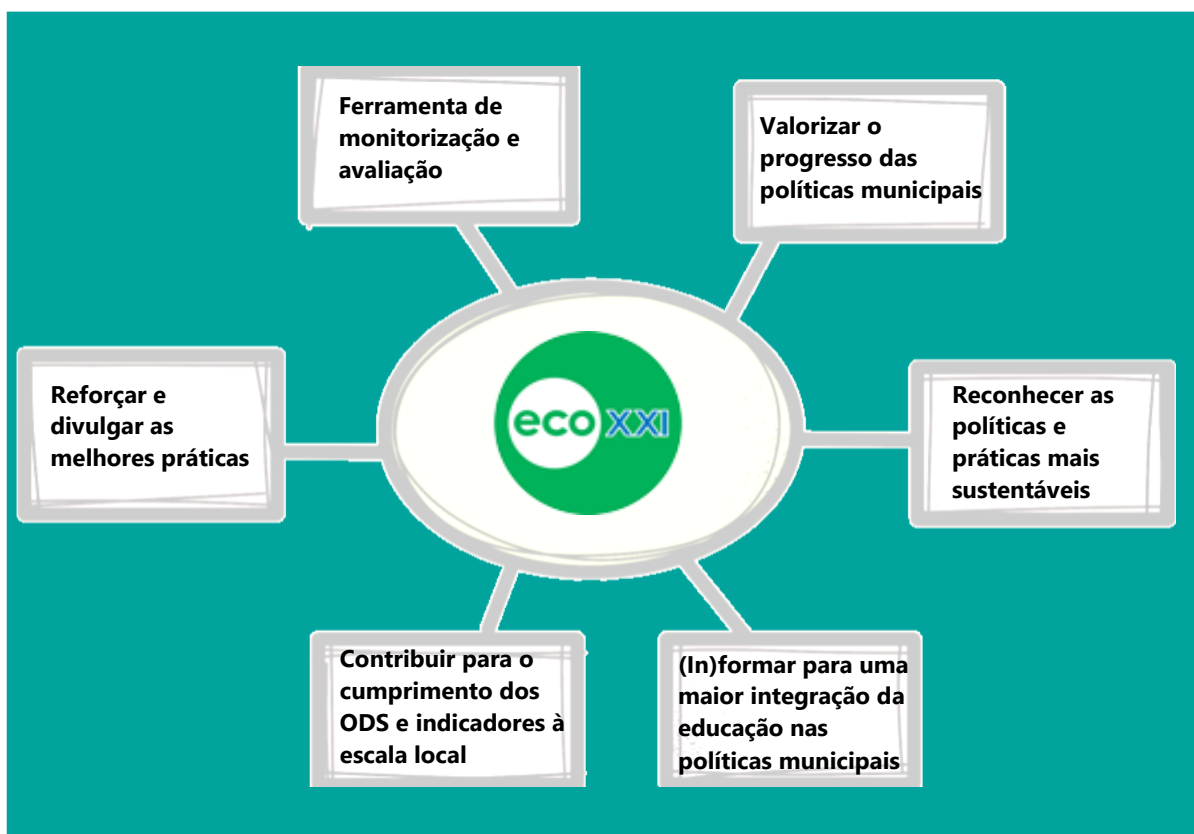 Ferramenta de
monitorização e
avaliação
Valorizar o
progresso das
políticas municipais
Reforçar e
divulgar as
melhores práticas
eco XXI
Reconhecer as
políticas e
práticas mais
sustentáveis
Contribuir para o
cumprimento dos
ODS e indicadores à
escala local
(In)formar para uma
maior integração da
educação nas
políticas municipais